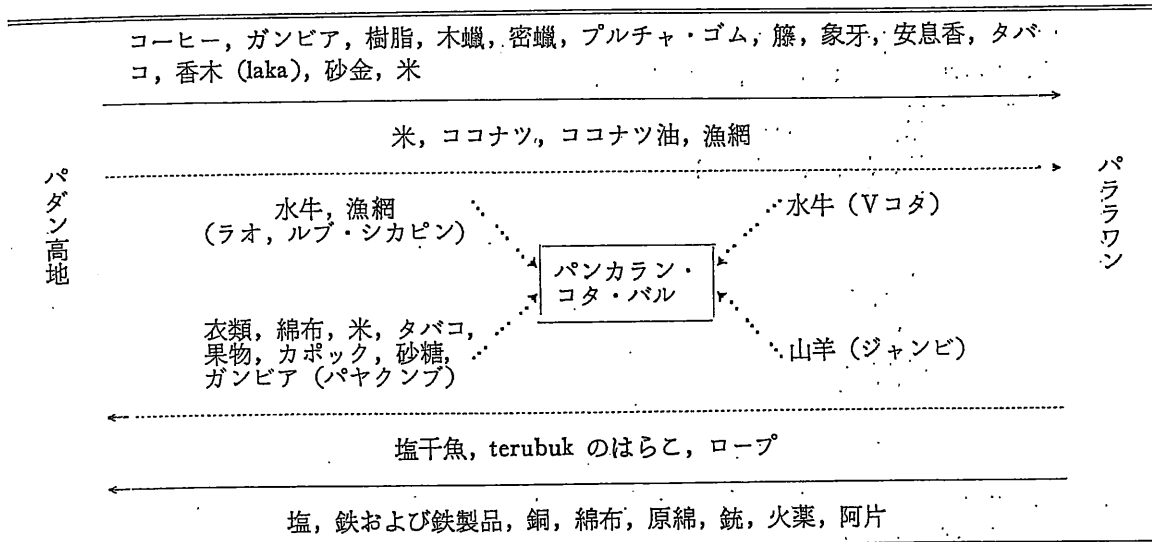 コーヒー，ガンビア，樹脂，木蠟，密蠟，プルチャ・ゴム，籐，象牙，安息香，タバ
コ，香木 (laka)，砂金，米
米，ココナツ，ココナツ油，漁網
パダン高地
パララワン
水牛，漁網
（ラオ，ルブ・シカピン）
水牛（Vコタ）
パンカラン・
コタ・バル
衣類，綿布，米，タバコ，
果物，カポック，砂糖，
ガンビア（パヤクンブ）
山羊（ジャンビ）
塩干魚，terubuk のはらこ，ロープ
塩，鉄および鉄製品，銅，綿布，原綿，銃，火薬，阿片